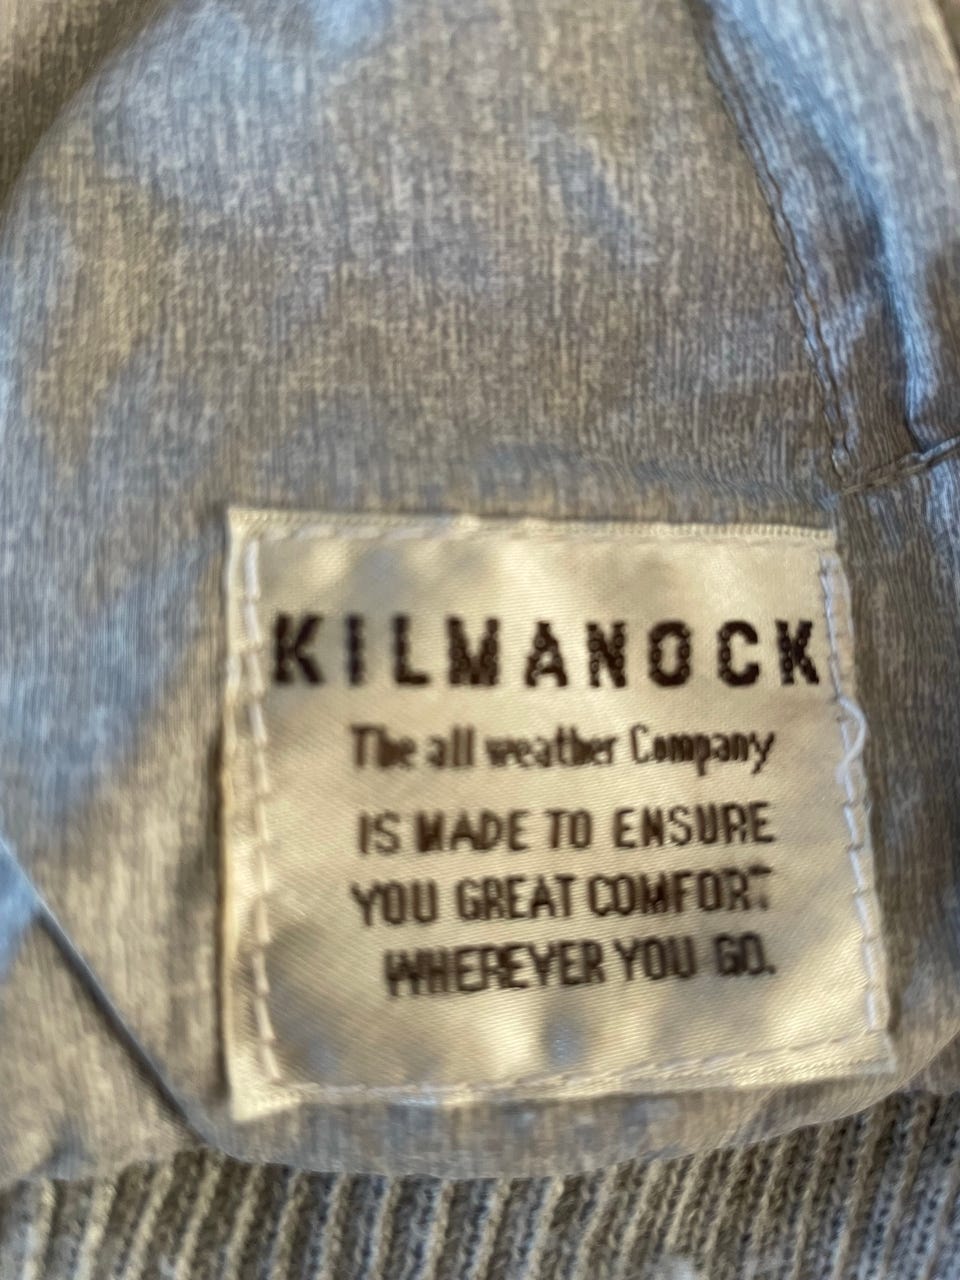 KILMANOCK
The all weather Company
IS MADE TO ENSURE
YOU GREAT COMFORT
WHEREVER YOU GO.